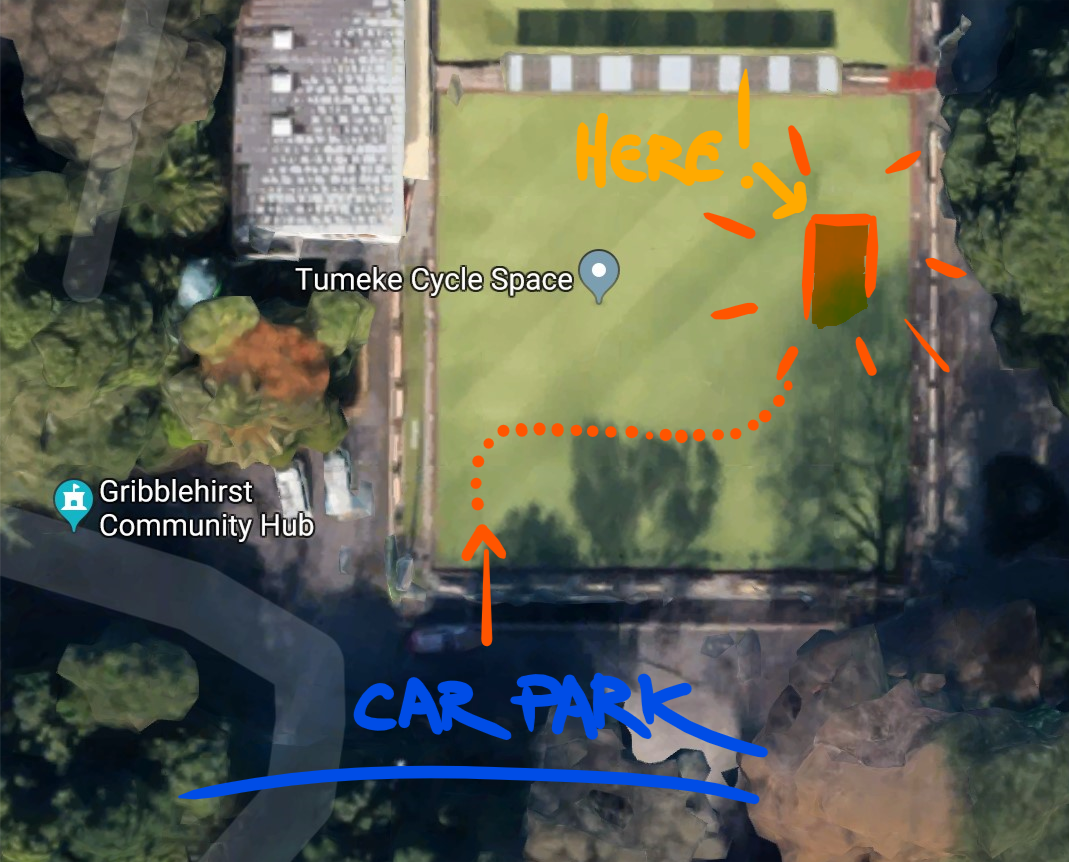 HERE!
Tumeke Cycle Space
Gribblehirst
Community Hub
CAR PARK